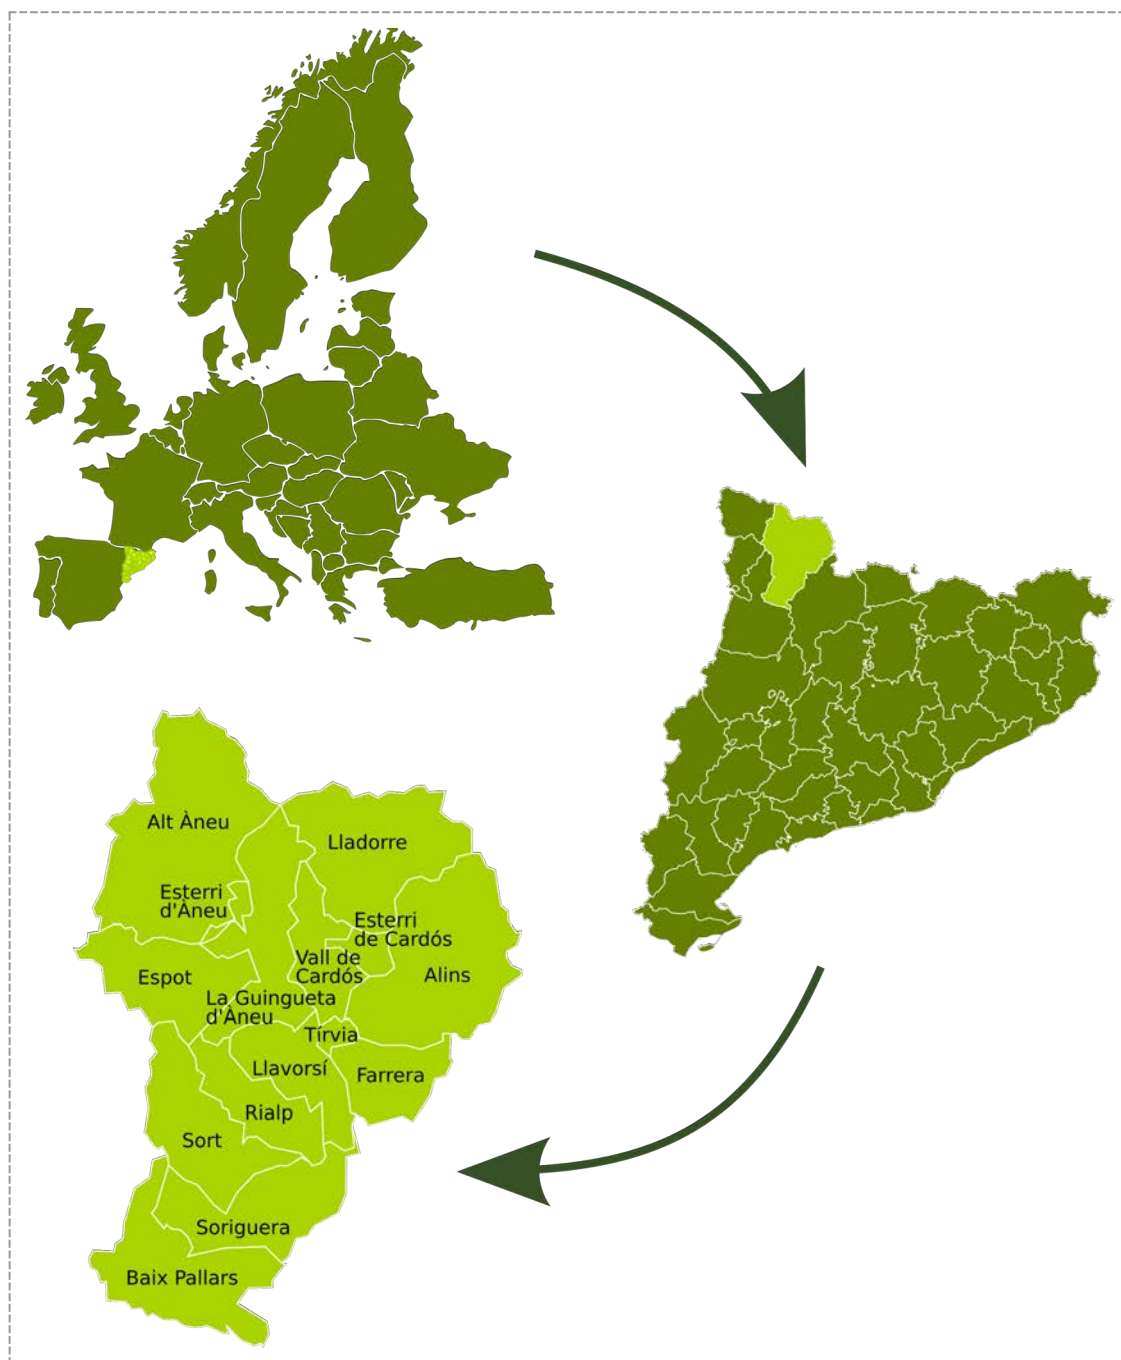 Alt Àneu
Lladorre
Esterri
d'Àneu
Esterri
de Cardós
Vall de
Cardós
Espot
Alins
La Guingueta
d'Àneu
Tírvia
Llavorsí
Farrera
Rialp
Sort
Soriguera
Baix Pallars